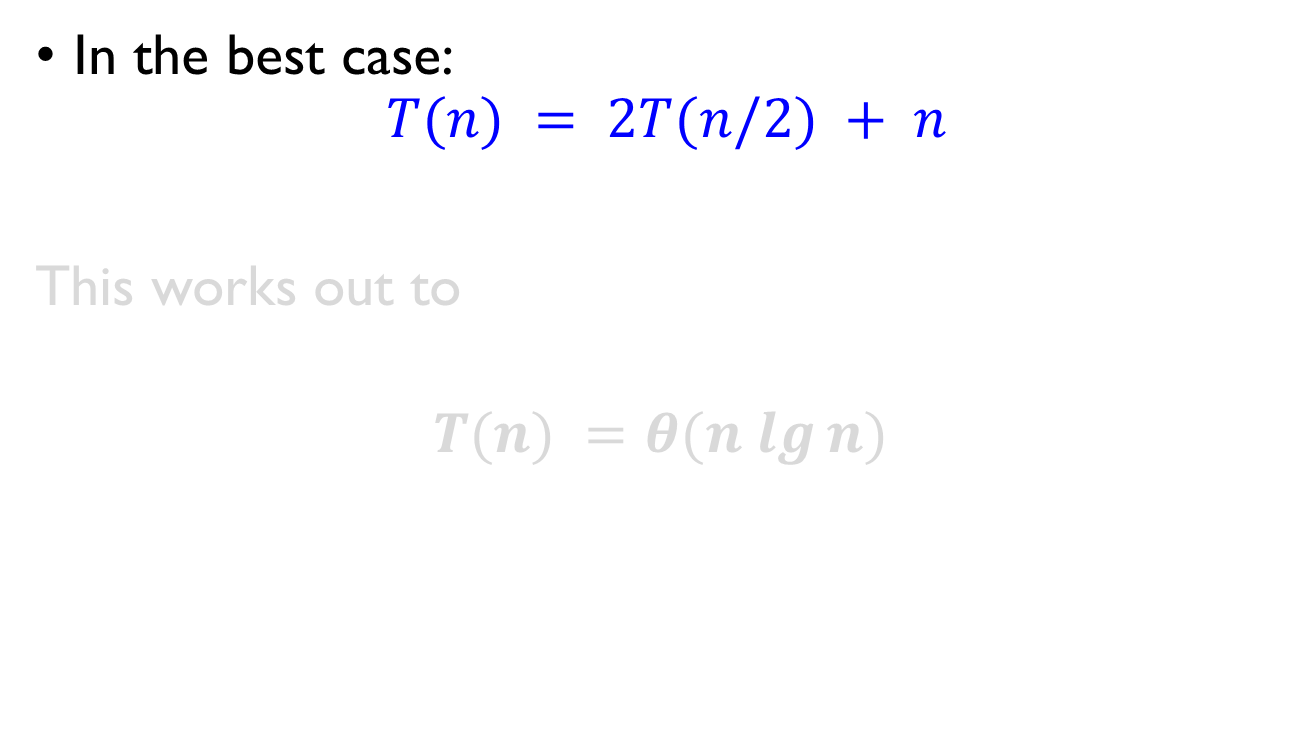 • In the best case:
T(n) = 2T(n/2) + n
This works out to
T(n) = θ(n lg n)